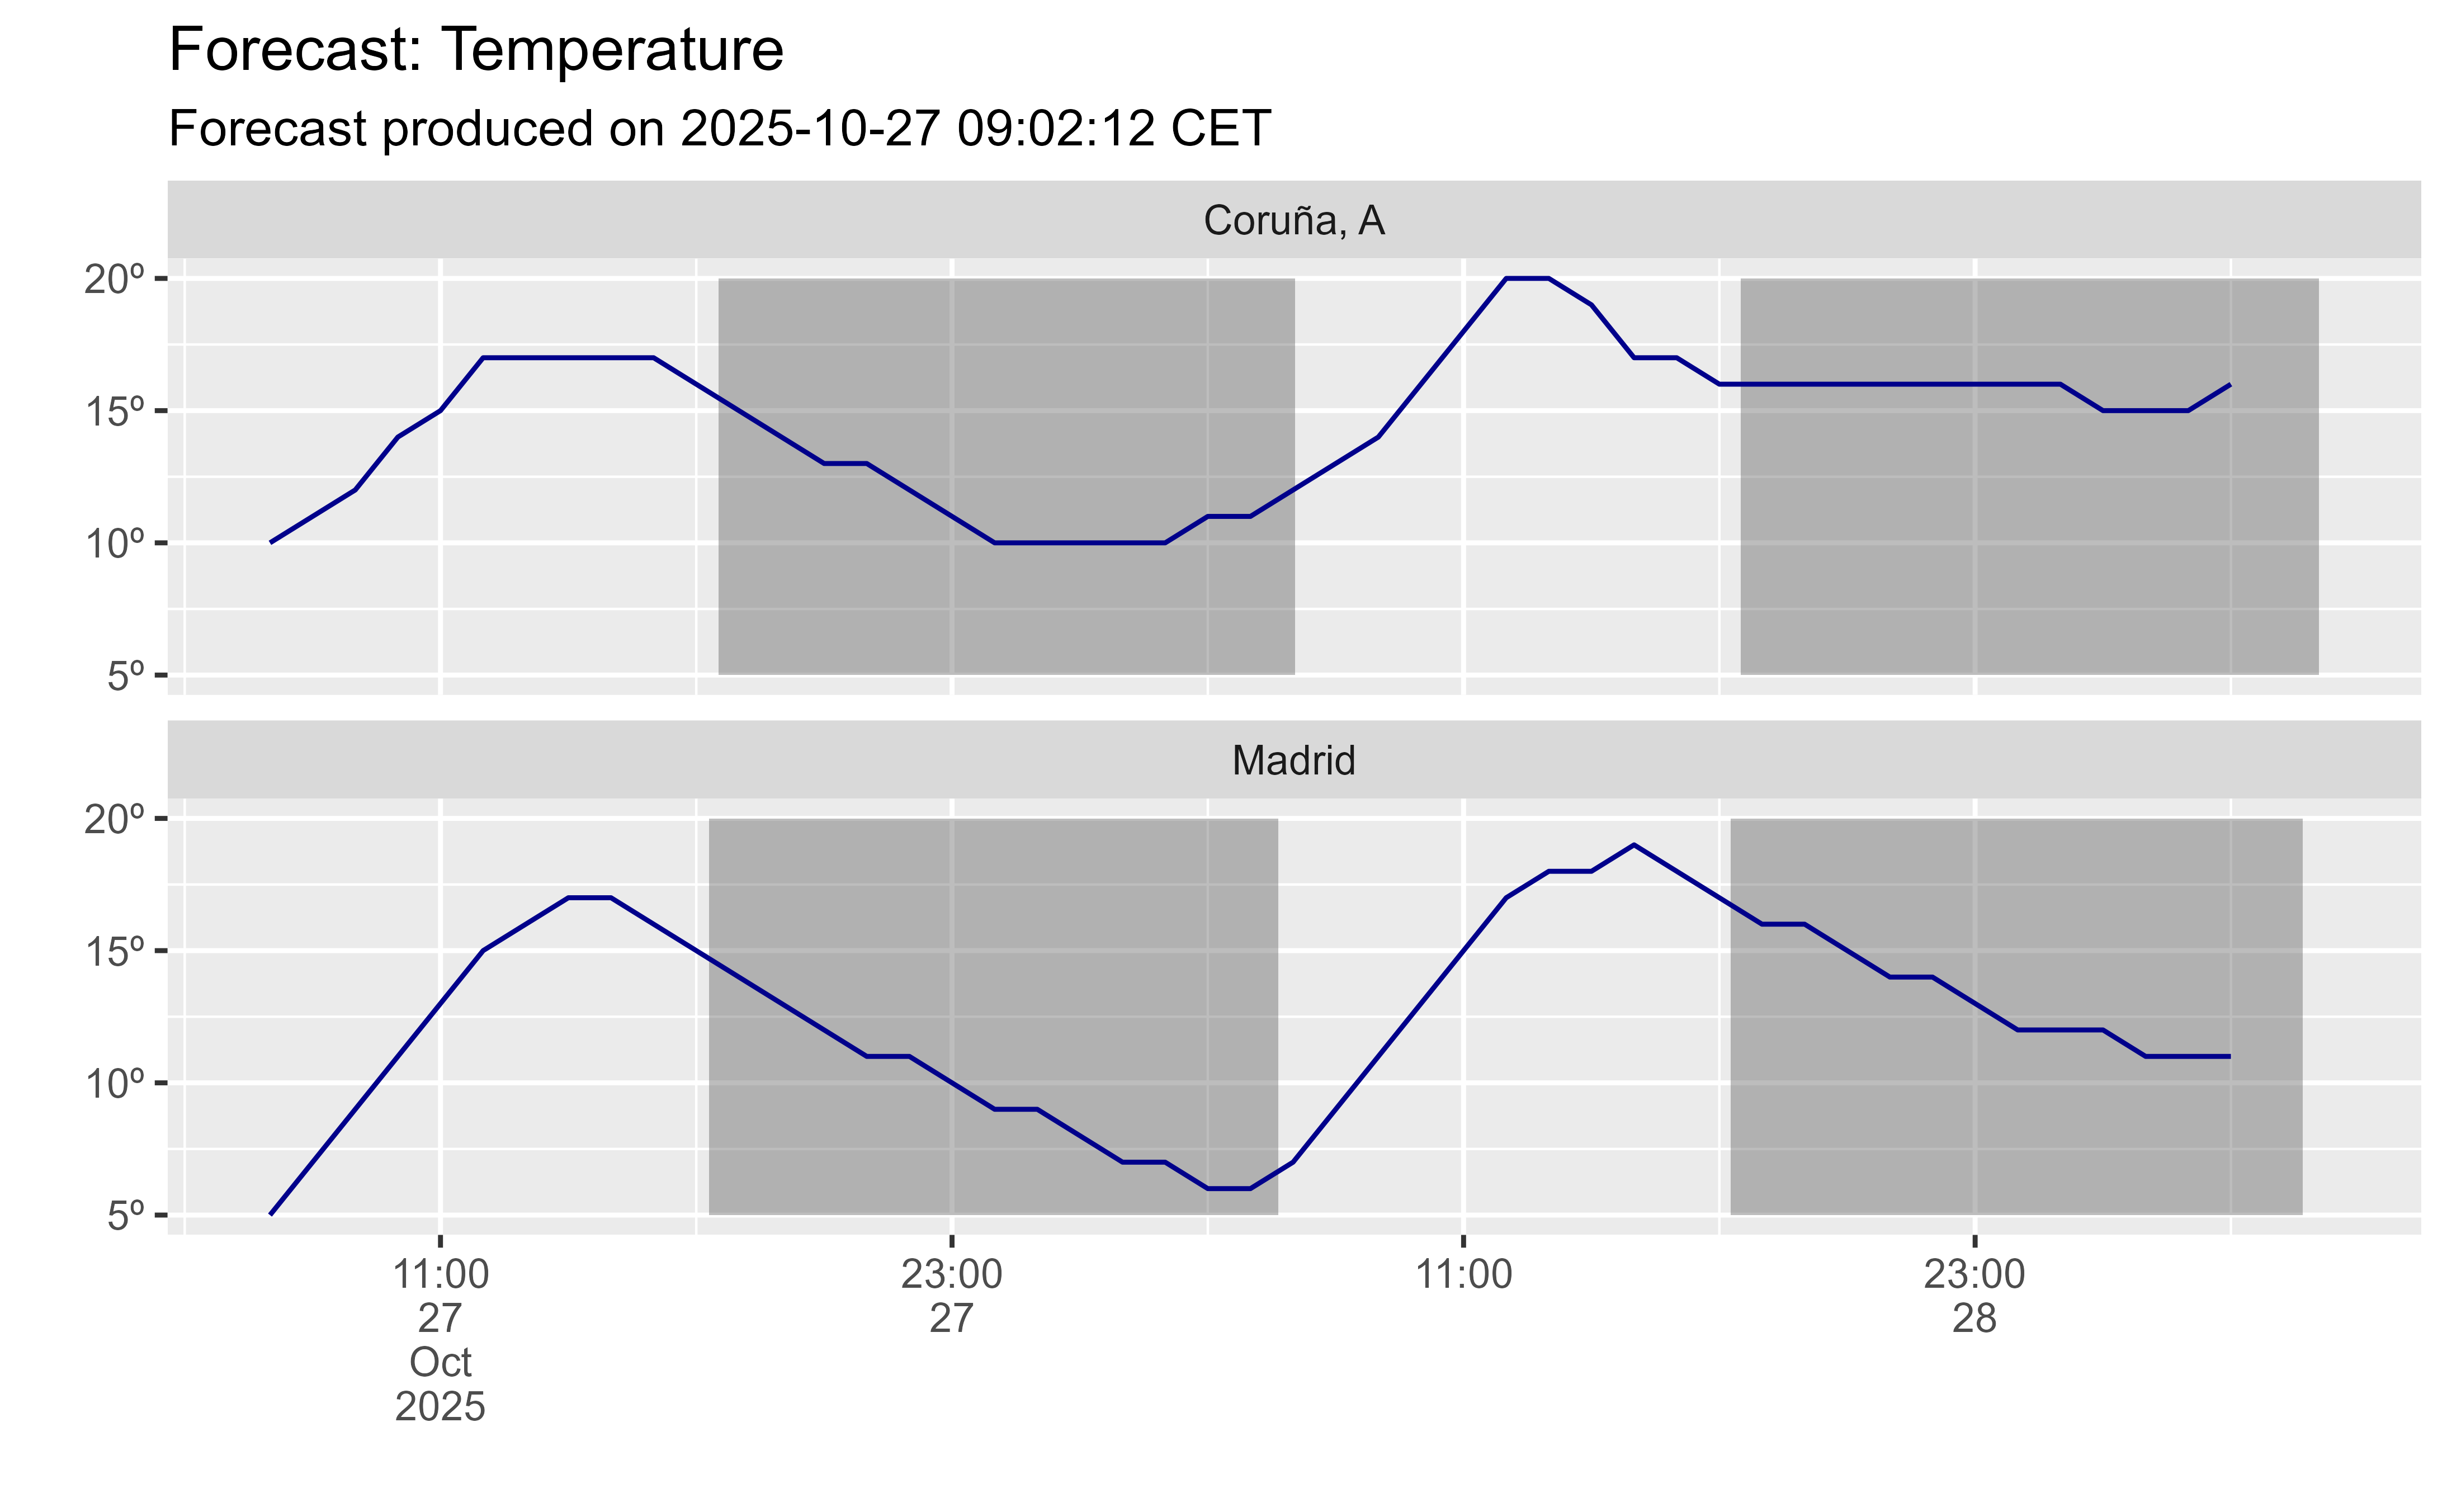 Forecast: Temperature
Forecast produced on 2025-10-27 09:02:12 CET
Coruña, A
20º
15º
10º
5º
Madrid
20º
15º
10º
5º
11:00 23:00 11:00 23:00
27 27 28
Oct
2025